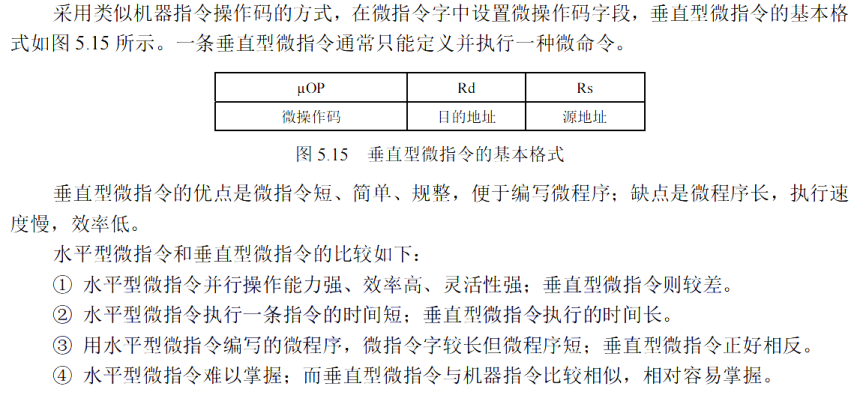 采用类似机器指令操作码的方式，在微指令字中设置微操作码字段，垂直型微指令的基本格
式如图 5.15 所示。一条垂直型微指令通常只能定义并执行一种微命令。
μOP Rd Rs
微操作码 目的地址 源地址
图 5.15 垂直型微指令的基本格式
垂直型微指令的优点是微指令短、简单、规整，便于编写微程序；缺点是微程序长，执行速
度慢，效率低。
水平型微指令和垂直型微指令的比较如下：
① 水平型微指令并行操作能力强、效率高、灵活性强；垂直型微指令则较差。
② 水平型微指令执行一条指令的时间短；垂直型微指令执行的时间长。
③ 用水平型微指令编写的微程序，微指令字较长但微程序短；垂直型微指令正好相反。
④ 水平型微指令难以掌握；而垂直型微指令与机器指令比较相似，相对容易掌握。